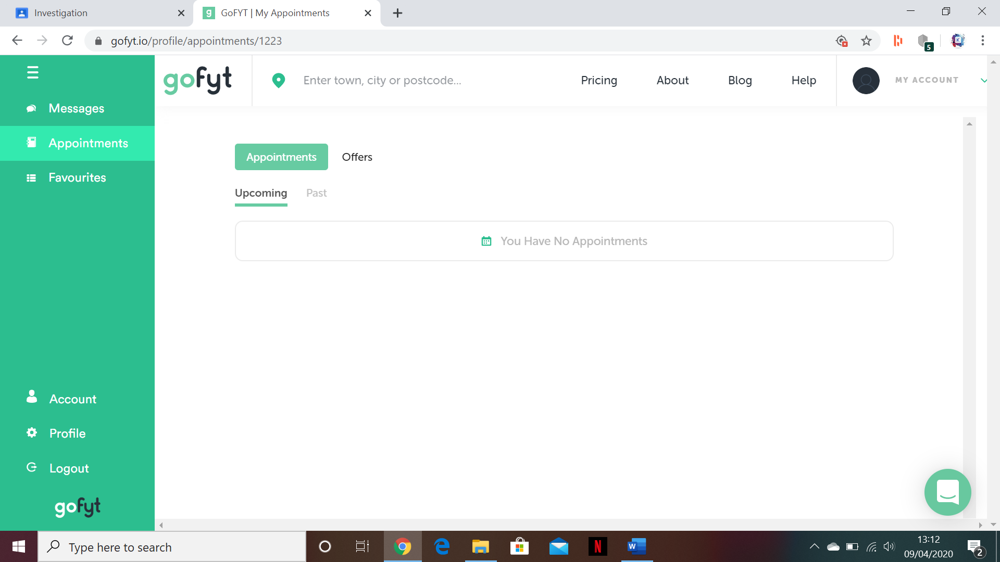 Investigation
GoFYT | My Appointments
gofyt.io/profile/appointments/1223
5
K
gofyt
Enter town, city or postcode...
Pricing
About
Blog
Help
MY ACCOUNT
Messages
Appointments
Favourites
Account
Profile
Logout
gofyt
Appointments
Offers
Upcoming
Past
You Have No Appointments
Type here to search
N
W
13:12
09/04/2020
2